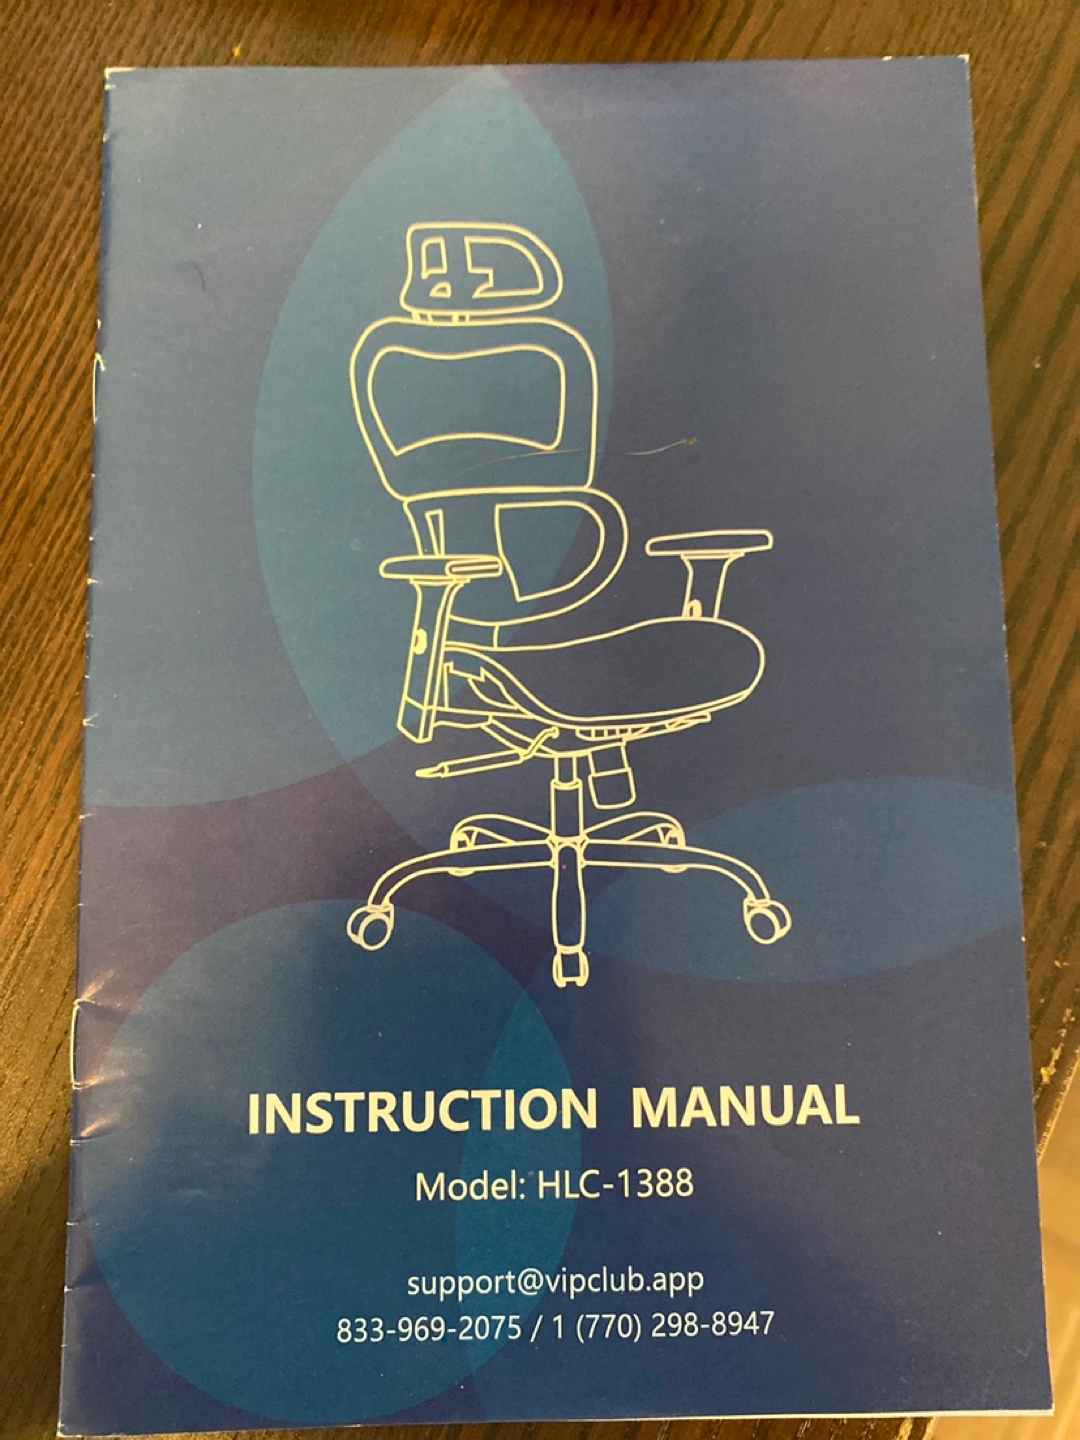 INSTRUCTION MANUAL
Model: HLC-1388
support@vipclub.app
833-969-2075 / 1 (770) 298-8947